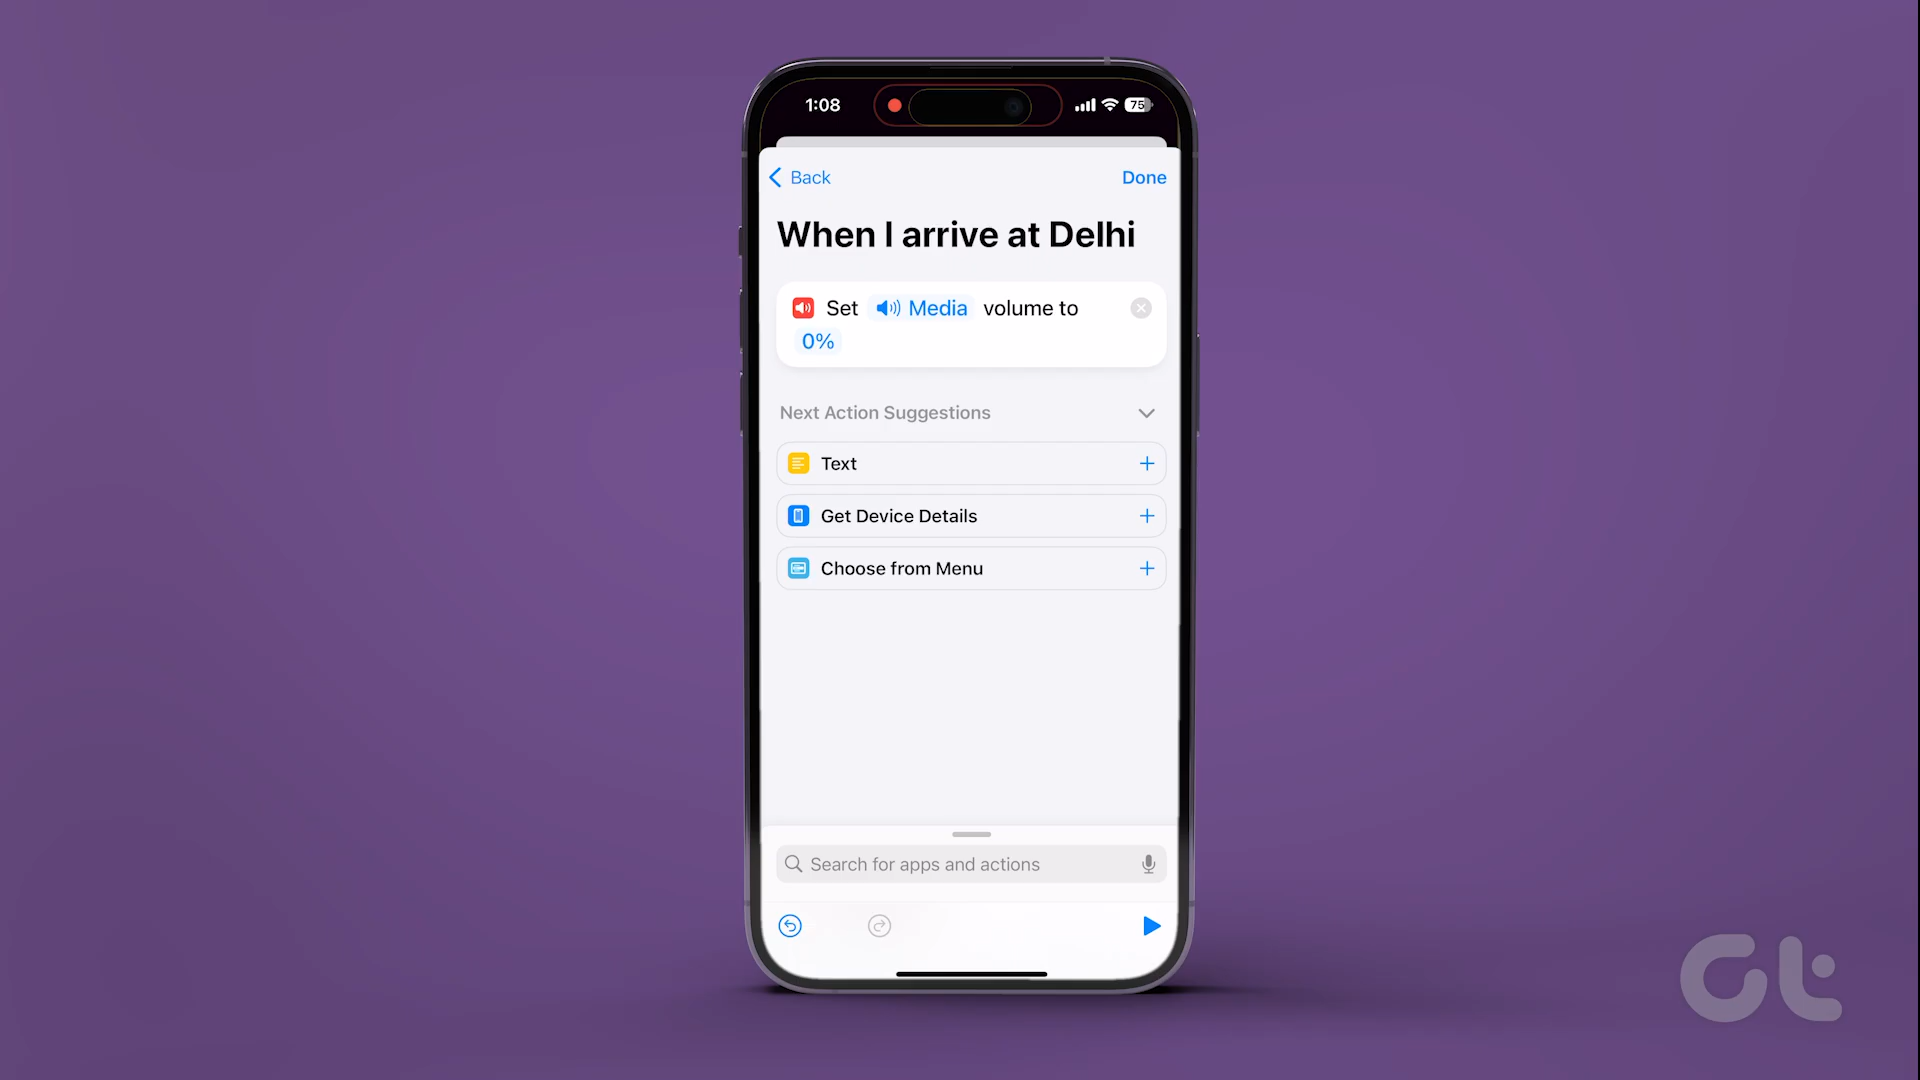 1:08
75
Back
Done
When I arrive at Delhi
Set Media volume to
0%
Next Action Suggestions
Text
Get Device Details
Choose from Menu
Search for apps and actions
Gt